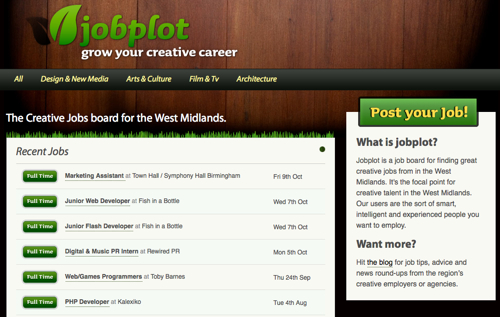 jobplot
grow your creative career
All Design & New Media Arts & Culture Film & Tv Architecture
The Creative Jobs board for the West Midlands.
Recent Jobs
Full Time Marketing Assistant at Town Hall / Symphony Hall Birmingham Fri 9th Oct
Full Time Junior Web Developer at Fish in a Bottle Wed 7th Oct
Full Time Junior Flash Developer at Fish in a Bottle Wed 7th Oct
Full Time Digital & Music PR Intern at Rewired PR Mon 5th Oct
Full Time Web/Games Programmers at Toby Barnes Thu 24th Sep
Full Time PHP Developer at Kalexiko Tue 4th Aug
Post your Job!
What is jobplot?
Jobplot is a job board for finding great
creative jobs from in the West
Midlands. It's the focal point for
creative talent in the West Midlands.
Our users are the sort of smart,
intelligent and experienced people you
want to employ.
Want more?
Hit the blog for job tips, advice and
news round-ups from the region's
creative employers or agencies.